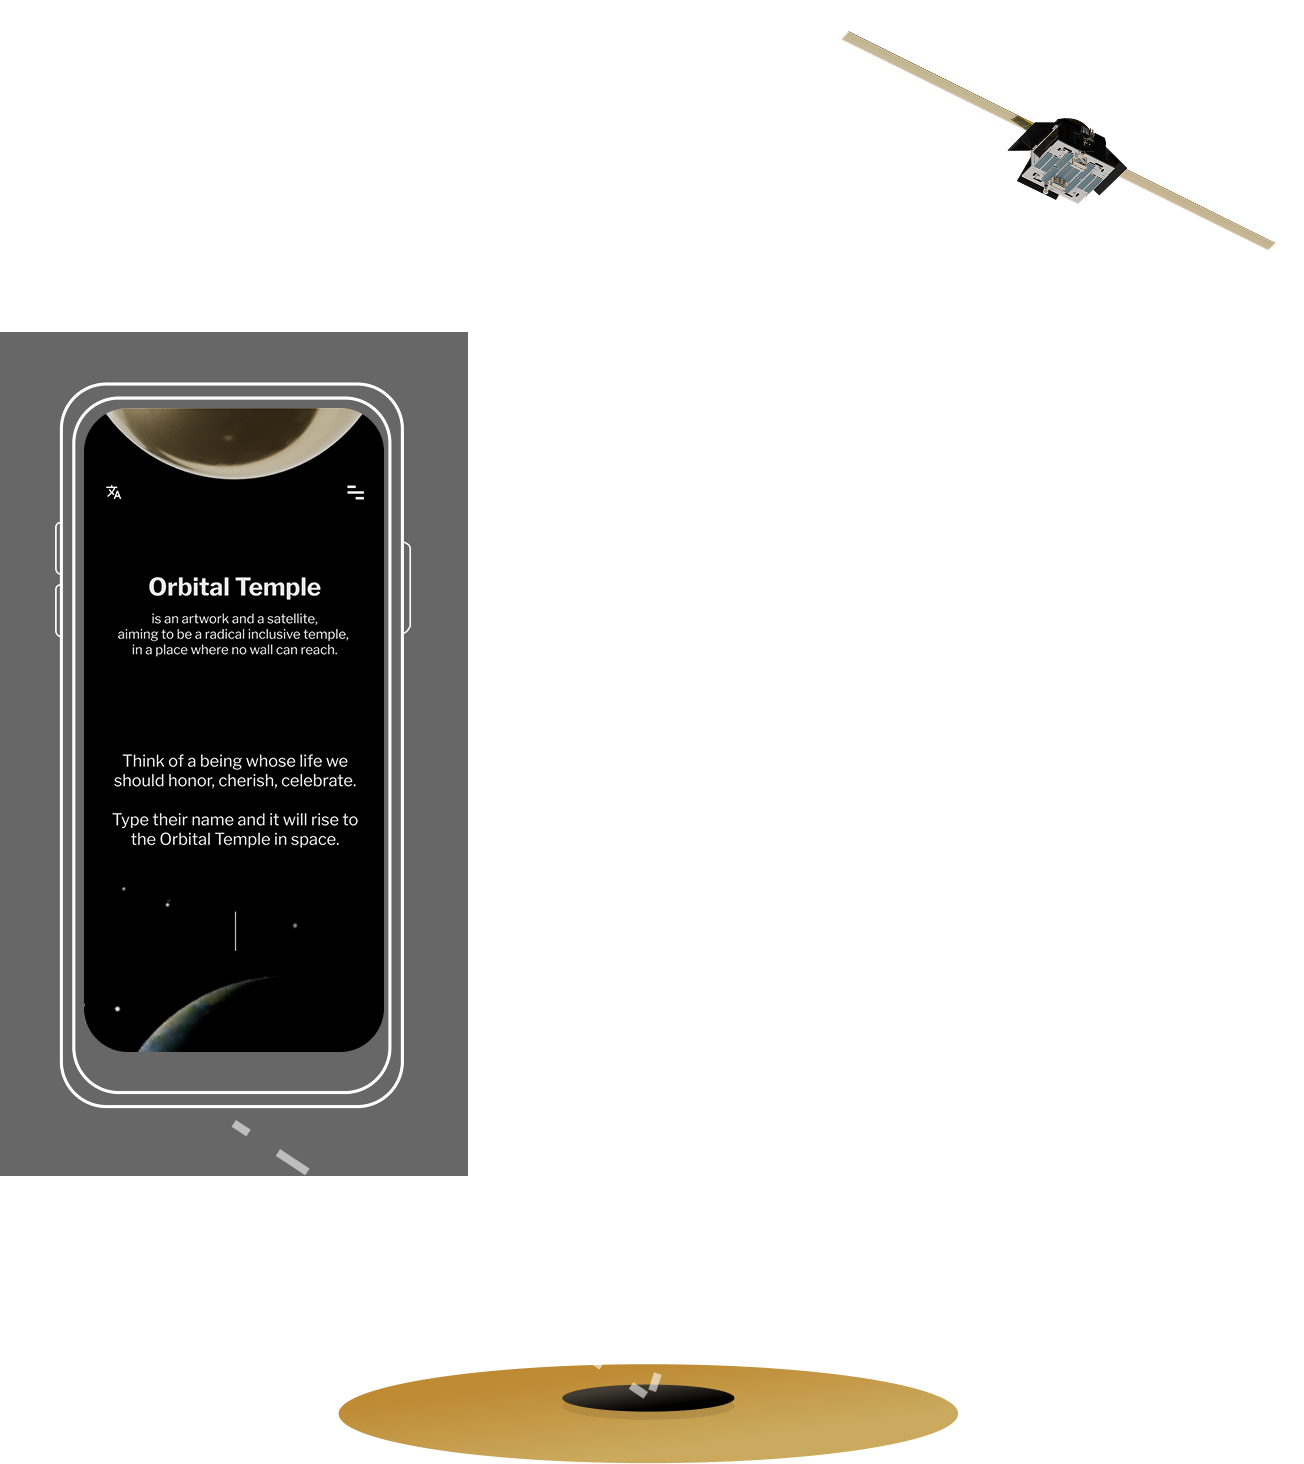 Orbital Temple
is an artwork and a satellite,
aiming to be a radical inclusive temple,
in a place where no wall can reach.
Think of a being whose life we
should honor, cherish, celebrate.
Type their name and it will rise to
the Orbital Temple in space.